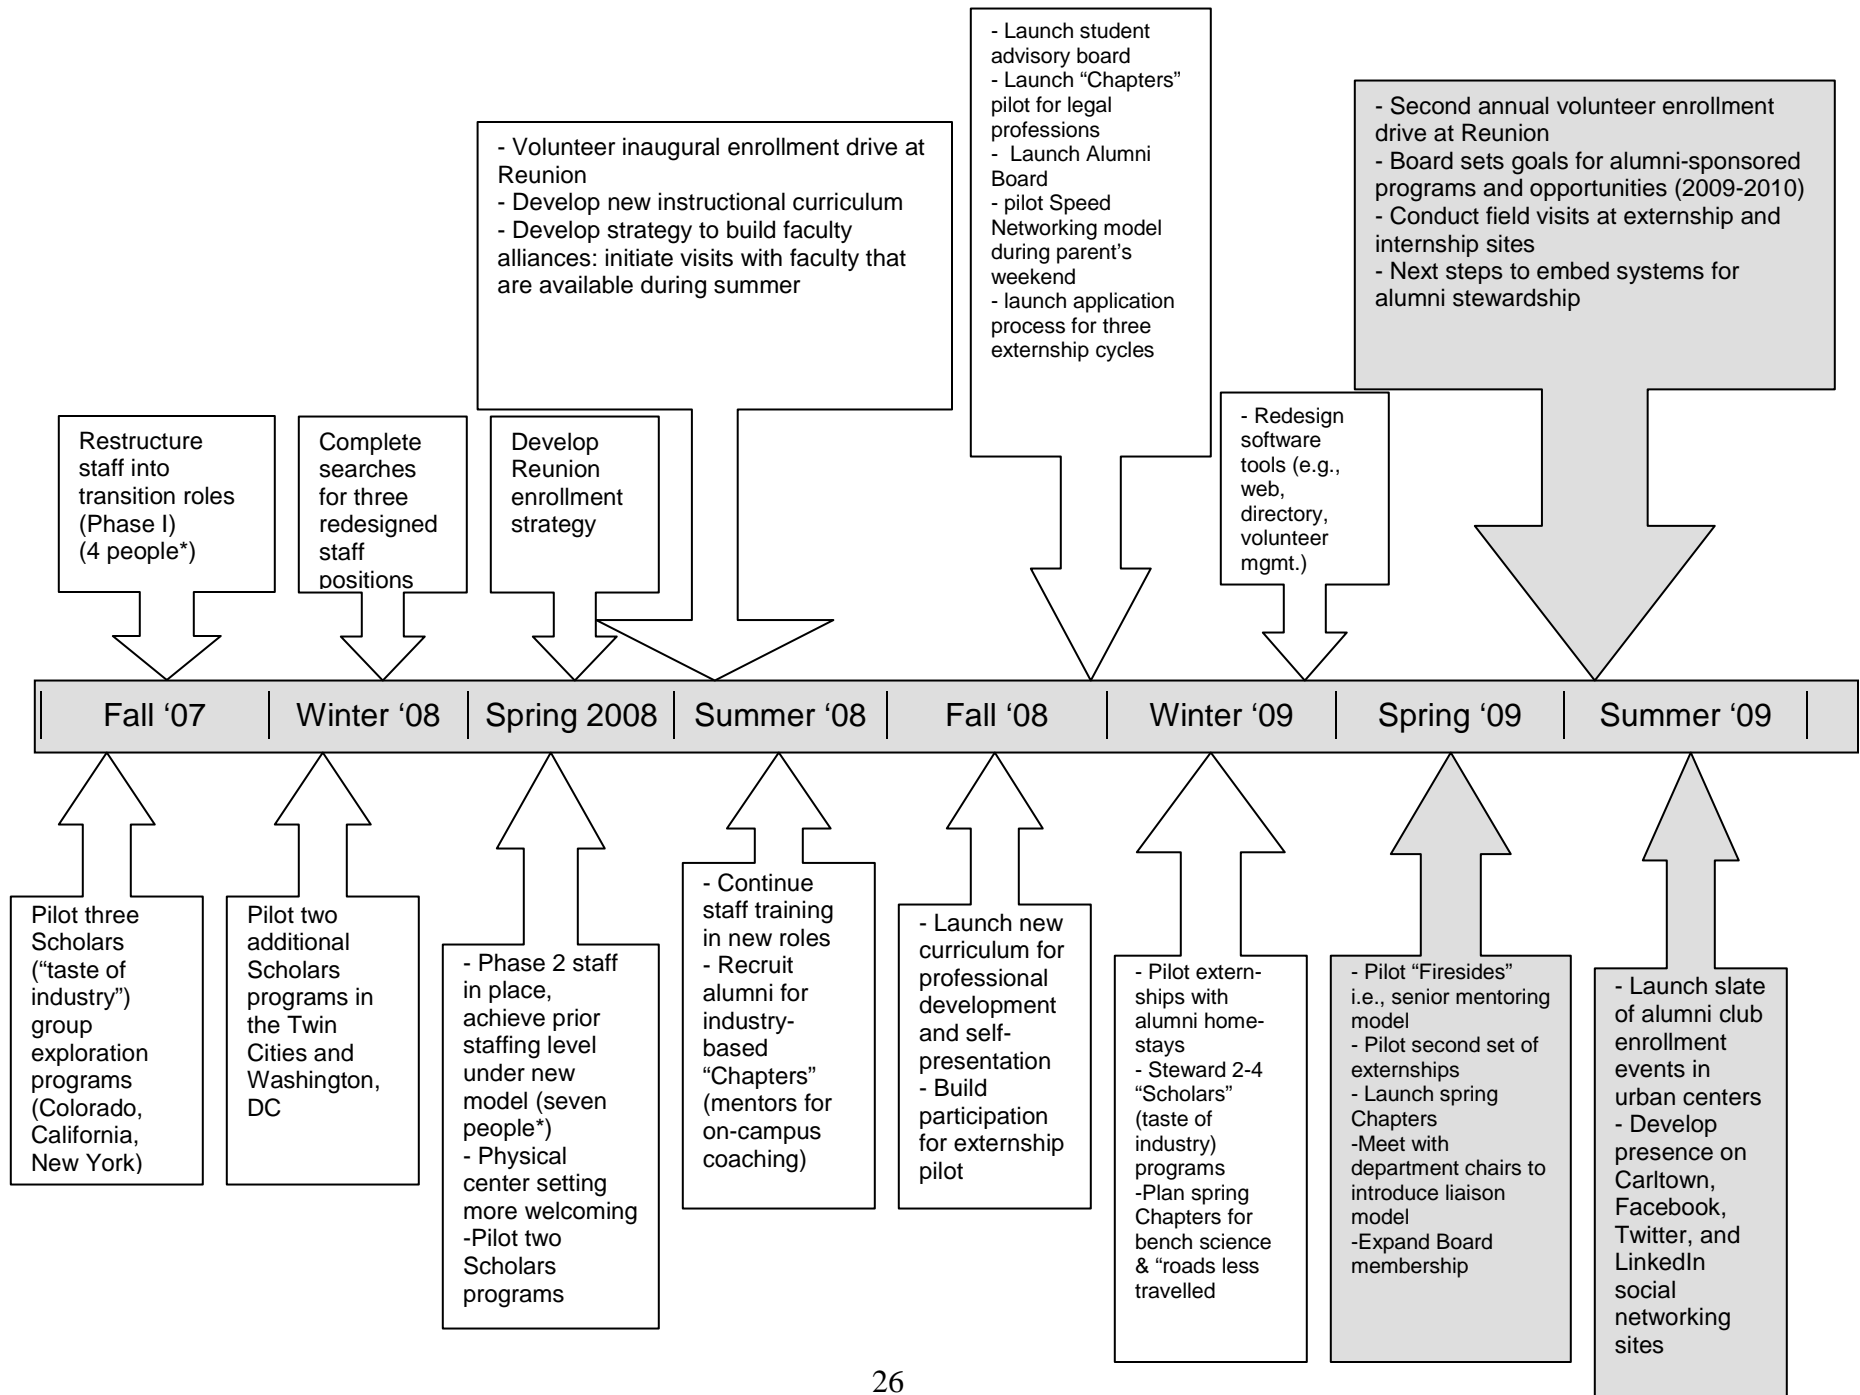 - Launch student
advisory board
- Launch “Chapters”
pilot for legal
professions
- Launch Alumni
Board
- pilot Speed
Networking model
during parent’s
weekend
- launch application
process for three
externship cycles
- Second annual volunteer enrollment
drive at Reunion
- Board sets goals for alumni-sponsored
programs and opportunities (2009-2010)
- Conduct field visits at externship and
internship sites
- Next steps to embed systems for
alumni stewardship
- Volunteer inaugural enrollment drive at
Reunion
- Develop new instructional curriculum
- Develop strategy to build faculty
alliances: initiate visits with faculty that
are available during summer
Restructure
staff into
transition roles
(Phase I)
(4 people*)
Complete
searches
for three
redesigned
staff
positions
Develop
Reunion
enrollment
strategy
- Redesign
software
tools (e.g.,
web,
directory,
volunteer
mgmt.)
Fall ‘07
Winter ‘08
Spring 2008
Summer ‘08
Fall ‘08
Winter ‘09
Spring ‘09
Summer ‘09
Pilot three
Scholars
(“taste of
industry”)
group
exploration
programs
(Colorado,
California,
New York)
Pilot two
additional
Scholars
programs in
the Twin
Cities and
Washington,
DC
- Phase 2 staff
in place,
achieve prior
staffing level
under new
model (seven
people*)
- Physical
center setting
more welcoming
-Pilot two
Scholars
programs
- Continue
staff training
in new roles
- Recruit
alumni for
industry-
based
“Chapters”
(mentors for
on-campus
coaching)
- Launch new
curriculum for
professional
development
and self-
presentation
- Build
participation
for externship
pilot
- Pilot extern-
ships with
alumni home-
stays
- Steward 2-4
“Scholars”
(taste of
industry)
programs
-Plan spring
Chapters for
bench science
& “roads less
travelled
- Pilot “Firesides”
i.e., senior mentoring
model
- Pilot second set of
externships
- Launch spring
Chapters
-Meet with
department chairs to
introduce liaison
model
-Expand Board
membership
- Launch slate
of alumni club
enrollment
events in
urban centers
- Develop
presence on
Carltown,
Facebook,
Twitter, and
LinkedIn
social
networking
sites
26